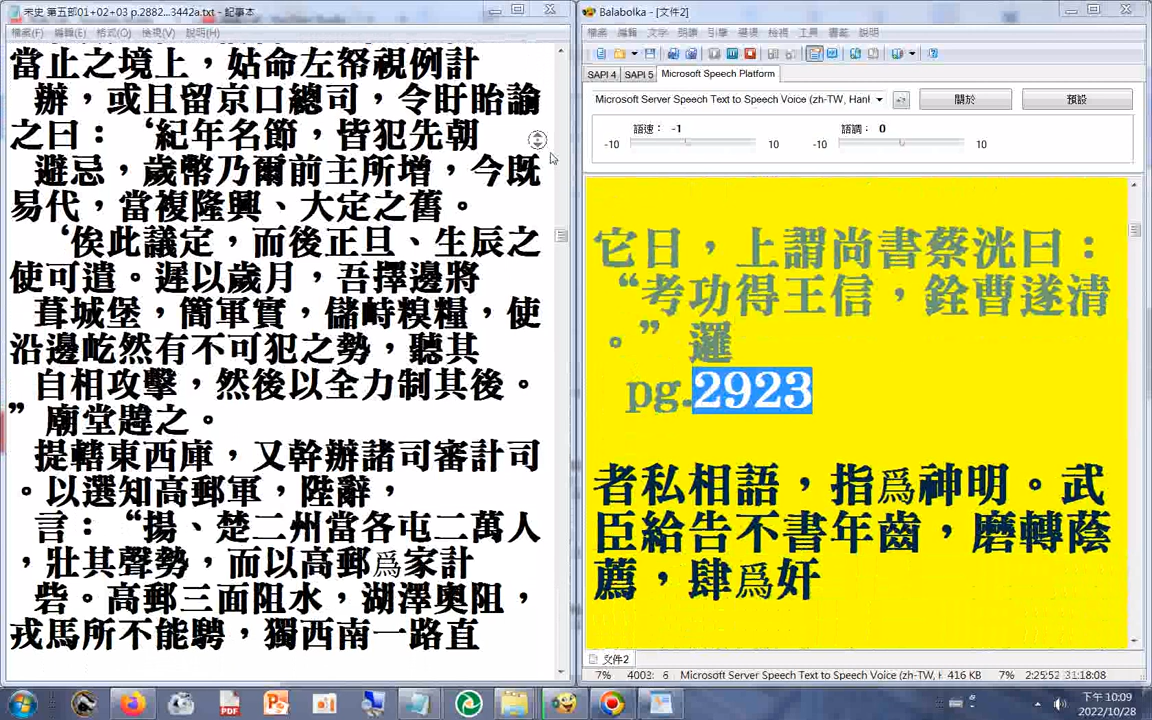 宋史 第五部01+02+03 p.2882...3442a.txt - 記事本
檔案(F) 編輯(E) 格式(O) 檢視(V) 說明(H)
當止之境上，姑命左帑視例計
辦，或且留京口總司，令盱眙諭
之曰：‘紀年名節，皆犯先朝
避忌，歲幣乃爾前主所增，今既
易代，當複隆興、大定之舊。
‘俟此議定，而後正旦、生辰之
使可遣。遲以歲月，吾擇邊將
葺城堡，簡軍實，儲峙糗糧，使
沿邊屹然有不可犯之勢，聽其
自相攻擊，然後以全力制其後。
”廟堂韙之。
提轄東西庫，又幹辦諸司審計司
。以選知高郵軍，陛辭，
言：“揚、楚二州當各屯二萬人
，壯其聲勢，而以高郵爲家計
砦。高郵三面阻水，湖澤奧阻，
戎馬所不能騁，獨西南一路直
Balabolka - [文件2]
檔案 編輯 文字 朗讀 引擎 選項 檢視 工具 書籤 說明
SAPI 4 SAPI 5 Microsoft Speech Platform
Microsoft Server Speech Text to Speech Voice (zh-TW, Hanl
關於 預設
語速： -1 語調： 0
-10 10 -10 10
它日，上謂尚書蔡洸曰：
“考功得王信，銓曹遂清
。” 邏
pg.2923
者私相語，指爲神明。武
臣給告不書年齒，磨轉蔭
薦，肆爲奸
文件2
7% 4003: 6 Microsoft Server Speech Text to Speech Voice (zh-TW, H 416 KB 7% 2:25:52 31:18:08
下午 10:09
2022/10/28